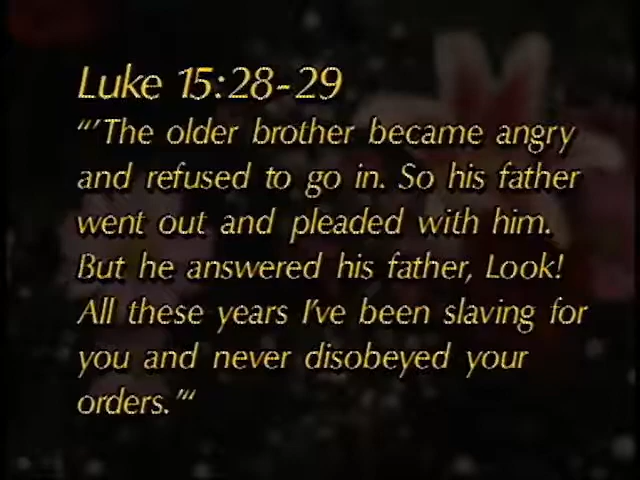 Luke 15:28-29
"'The older brother became angry
and refused to go in. So his father
went out and pleaded with him.
But he answered his father, Look!
All these years I've been slaving for
you and never disobeyed your
orders.'"